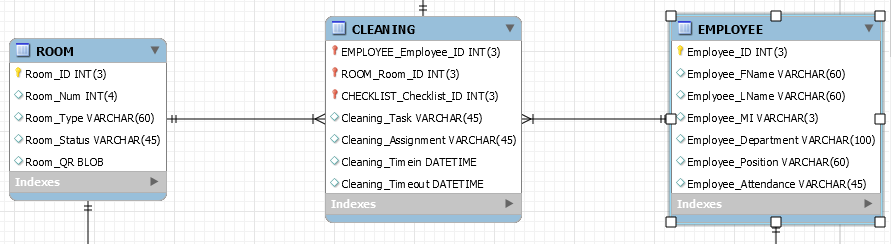 ROOM
Room_ID INT(3)
Room_Num INT(4)
Room_Type VARCHAR(60)
Room_Status VARCHAR(45)
Room_QR BLOB
Indexes
CLEANING
EMPLOYEE_Employee_ID INT(3)
ROOM_Room_ID INT(3)
CHECKLIST_Checklist_ID INT(3)
Cleaning_Task VARCHAR(45)
Cleaning_Assignment VARCHAR(45)
Cleaning_Timein DATETIME
Cleaning_Timeout DATETIME
Indexes
EMPLOYEE
Employee_ID INT(3)
Employee_FName VARCHAR(60)
Emplyoee_LName VARCHAR(60)
Employee_MI VARCHAR(3)
Employee_Department VARCHAR(100)
Employee_Position VARCHAR(60)
Employee_Attendance VARCHAR(45)
Indexes